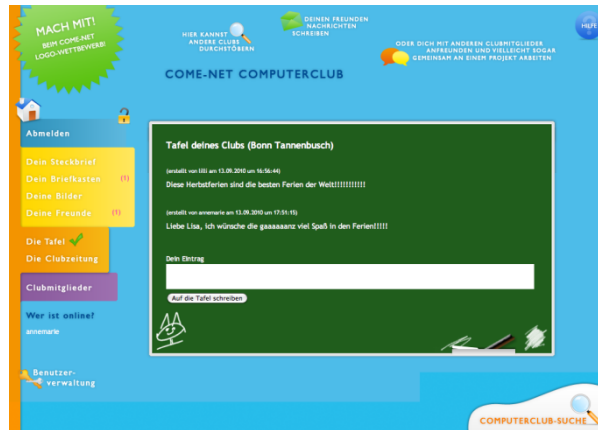 MACH MIT!
BEIM COME-NET
LOGO-WETTBEWERB!
HIER KANNST DU
ANDERE CLUBS
DURCHSTÖBERN
DEINEN FREUNDEN
NACHRICHTEN
SCHREIBEN
ODER DICH MIT ANDEREN CLUBMITGLIEDER
ANFREUNDEN UND VIELLEICHT SOGAR
GEMEINSAM AN EINEM PROJEKT ARBEITEN
HILFE
COME-NET COMPUTERCLUB
Abmelden
Dein Steckbrief
Dein Briefkasten (1)
Deine Bilder
Deine Freunde (1)
Die Tafel
Die Clubzeitung
Clubmitglieder
Wer ist online?
annemarie
Benutzer-
verwaltung
Tafel deines Clubs (Bonn Tannenbusch)
(erstellt von lilli am 13.09.2010 um 16:56:44)
Diese Herbstferien sind die besten Ferien der Welt!!!!!!!!!!!
(erstellt von annemarie am 13.09.2010 um 17:51:15)
Liebe Lisa, ich wünsche die gaaaaaanz viel Spaß in den Ferien!!!!!
Dein Eintrag
Auf die Tafel schreiben
COMPUTERCLUB-SUCHE